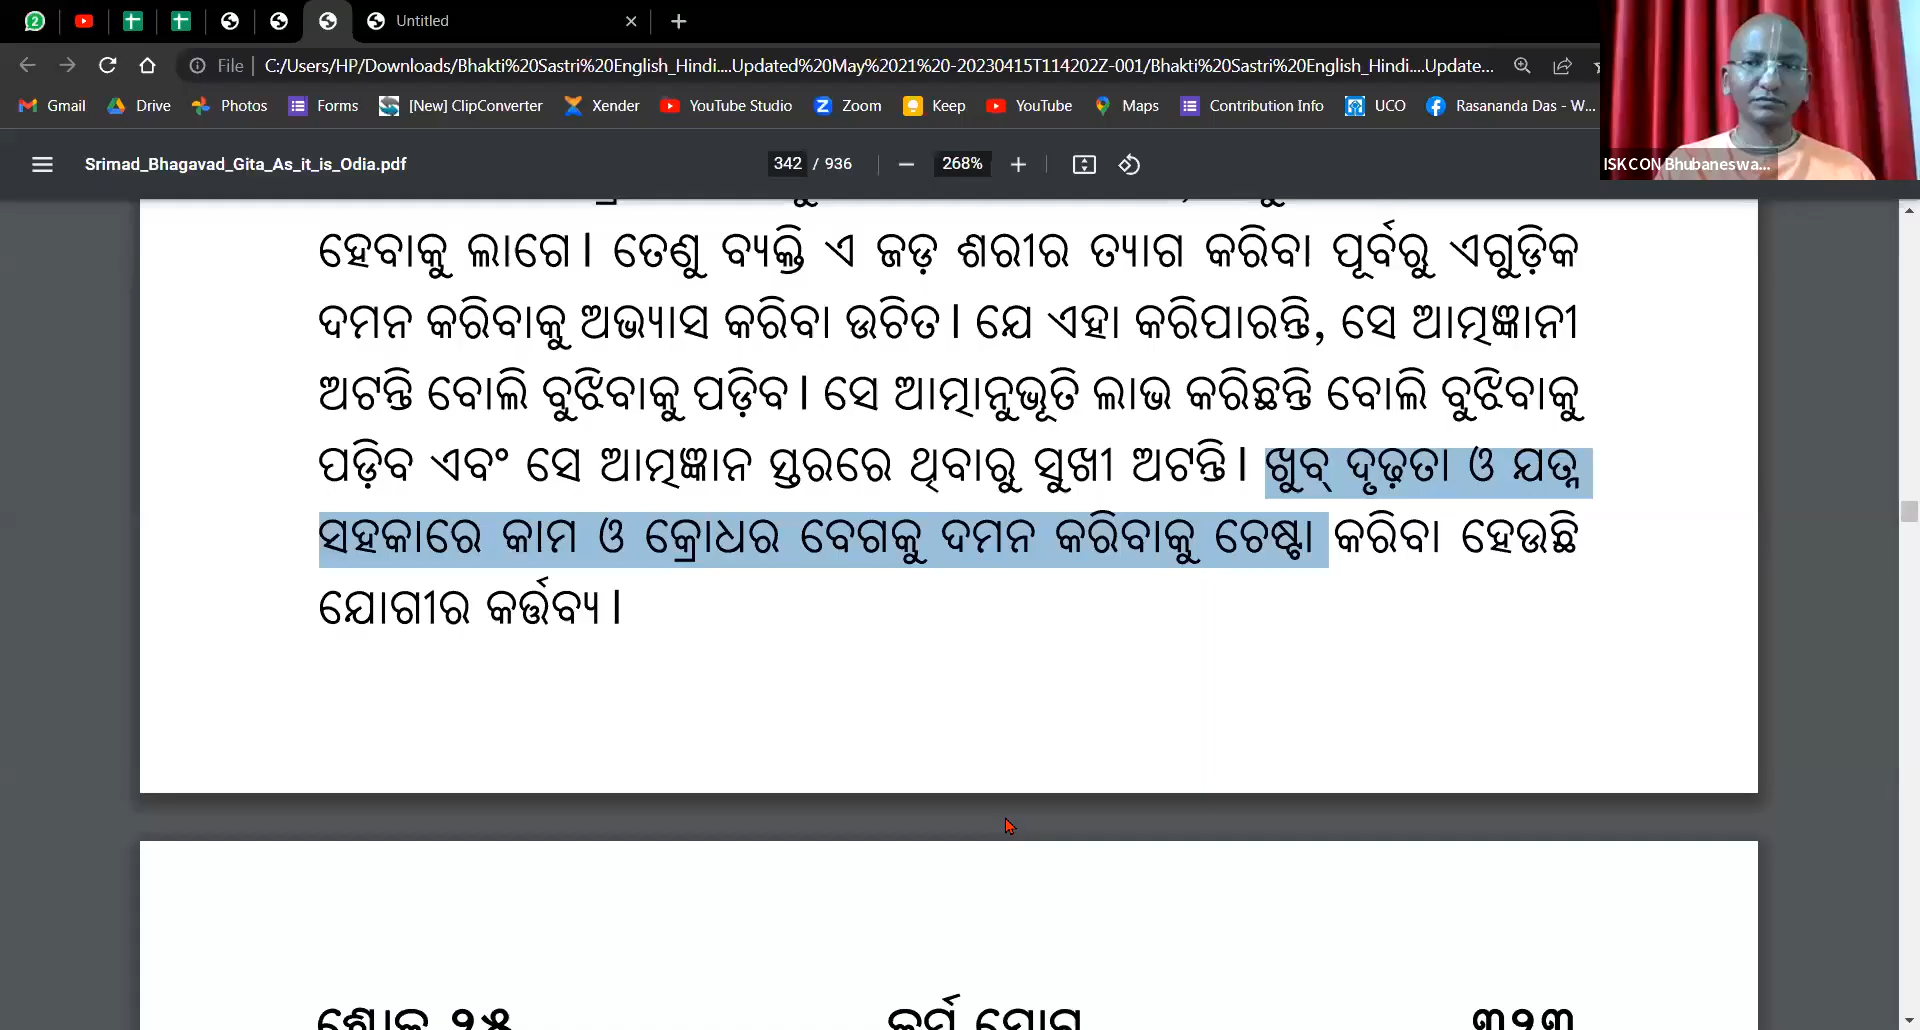 2
Untitled
File
C:/Users/HP/Downloads/Bhakti%20Sastri%20English_Hindi....Updated%20May%2021%20-20230415T114202Z-001/Bhakti%20Sastri%20English_Hindi....Update...
Gmail Drive Photos Forms [New] ClipConverter Xender YouTube Studio Zoom Keep YouTube Maps Contribution Info UCO Rasananda Das - W...
ISKCON Bhubaneswa...
Srimad_Bhagavad_Gita_As_it_is_Odia.pdf
342 / 936
268%
ହେବାକୁ ଲାଗେ। ତେଣୁ ବ୍ୟକ୍ତି ଏ ଜଡ଼ ଶରୀର ତ୍ୟାଗ କରିବା ପୂର୍ବରୁ ଏଗୁଡ଼ିକ
ଦମନ କରିବାକୁ ଅଭ୍ୟାସ କରିବା ଉଚିତ। ଯେ ଏହା କରିପାରନ୍ତି, ସେ ଆତ୍ମଜ୍ଞାନୀ
ଅଟନ୍ତି ବୋଲି ବୁଝିବାକୁ ପଡ଼ିବ। ସେ ଆତ୍ମାନୁଭୂତି ଲାଭ କରିଛନ୍ତି ବୋଲି ବୁଝିବାକୁ
ପଡ଼ିବ ଏବଂ ସେ ଆତ୍ମଜ୍ଞାନ ସ୍ତରରେ ଥିବାରୁ ସୁଖୀ ଅଟନ୍ତି। ଖୁବ୍ ଦୃଢ଼ତା ଓ ଯତ୍ନ
ସହକାରେ କାମ ଓ କ୍ରୋଧର ବେଗକୁ ଦମନ କରିବାକୁ ଚେଷ୍ଟା କରିବା ହେଉଛି
ଯୋଗୀର କର୍ତ୍ତବ୍ୟ।